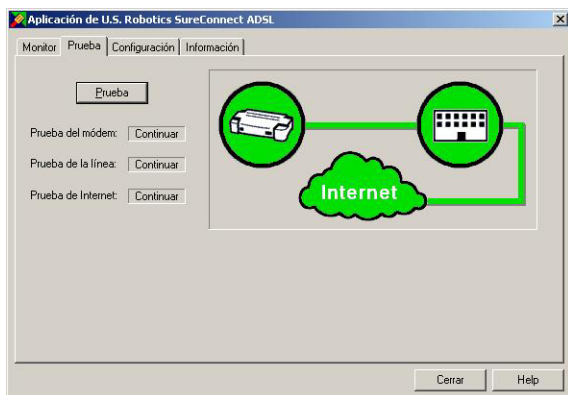 Aplicación de U.S. Robotics SureConnect ADSL
Monitor Prueba Configuración Información
Prueba
Prueba del módem: Continuar
Prueba de la línea: Continuar
Prueba de Internet: Continuar
Internet
Cerrar Help